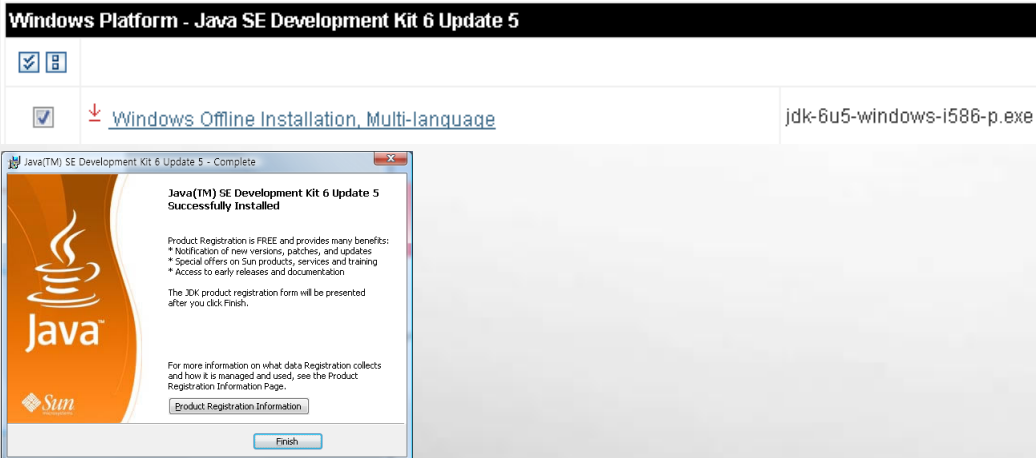 Windows Platform - Java SE Development Kit 6 Update 5
Windows Offline Installation, Multi-language
jdk-6u5-windows-i586-p.exe
Java(TM) SE Development Kit 6 Update 5 - Complete
Java(TM) SE Development Kit 6 Update 5
Successfully Installed
Product Registration is FREE and provides many benefits:
* Notification of new versions, patches, and updates
* Special offers on Sun products, services and training
* Access to early releases and documentation
The JDK product registration form will be presented
after you click Finish.
Java™
For more information on what data Registration collects
and how it is managed and used, see the Product
Registration Information Page.
Sun
Product Registration Information
Finish